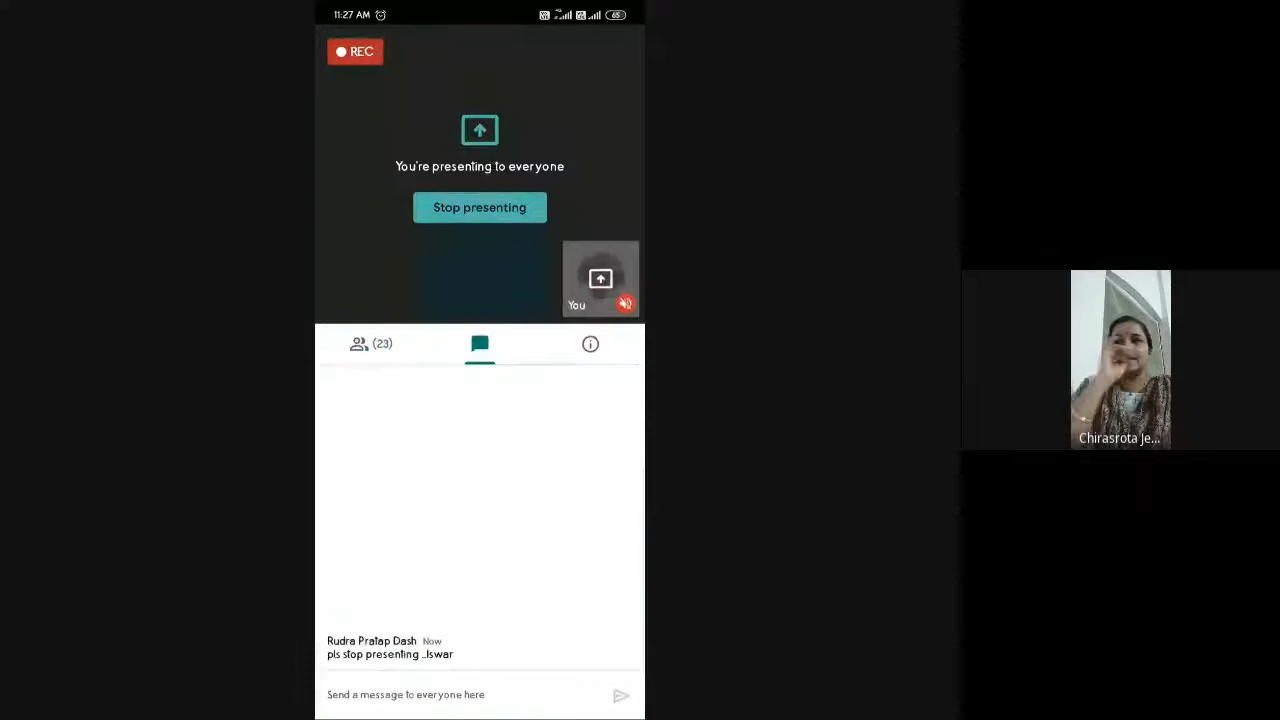 11:27 AM
65
REC
You're presenting to everyone
Stop presenting
You
(23)
Rudra Pratap Dash Now
pls stop presenting ..Iswar
Send a message to everyone here
Chirasrota Je...